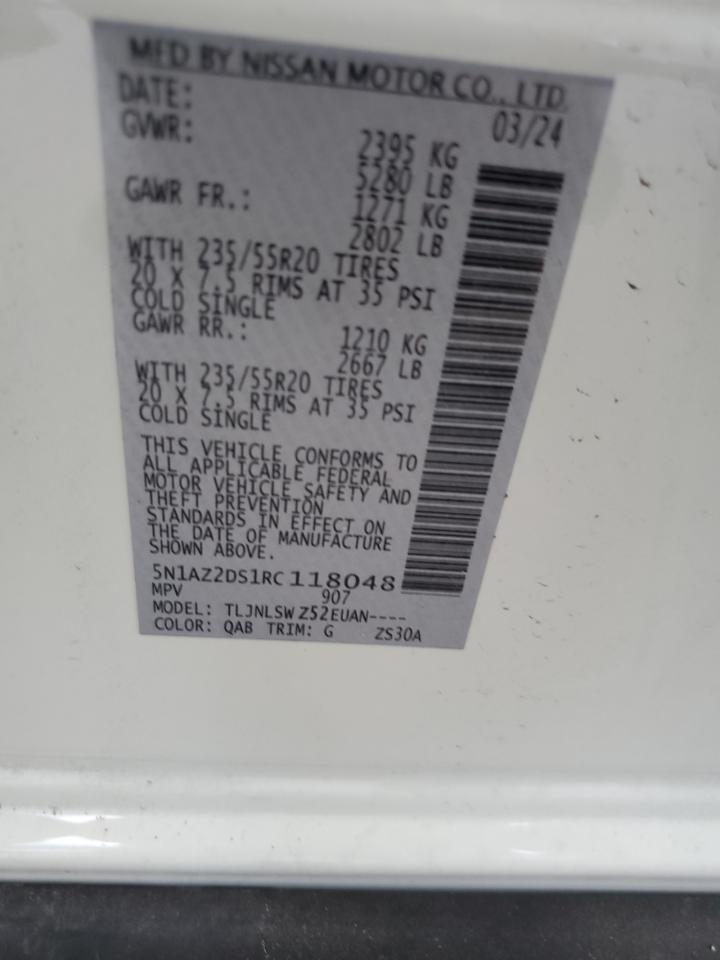 MFD BY NISSAN MOTOR CO., LTD.
DATE: 03/24
GVWR: 2395 KG
5280 LB
GAWR FR.: 1271 KG
2802 LB
WITH 235/55R20 TIRES
20 X 7.5 RIMS AT 35 PSI
COLD SINGLE
GAWR RR.: 1210 KG
2667 LB
WITH 235/55R20 TIRES
20 X 7.5 RIMS AT 35 PSI
COLD SINGLE
THIS VEHICLE CONFORMS TO
ALL APPLICABLE FEDERAL
MOTOR VEHICLE SAFETY AND
THEFT PREVENTION
STANDARDS IN EFFECT ON
THE DATE OF MANUFACTURE
SHOWN ABOVE.
5N1AZ2DS1RC118048
MPV 907
MODEL: TLJNLSW Z52EUAN----
COLOR: QAB TRIM: G ZS30A